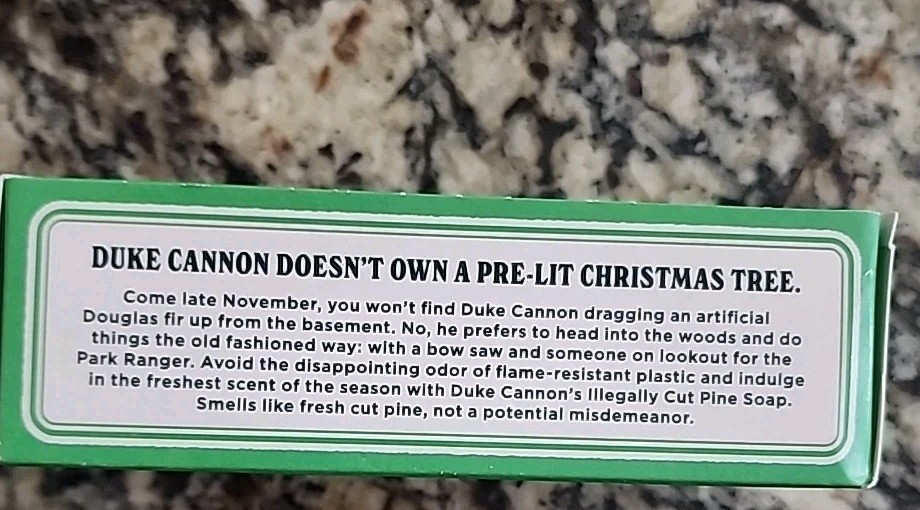 DUKE CANNON DOESN'T OWN A PRE-LIT CHRISTMAS TREE.
Come late November, you won't find Duke Cannon dragging an artificial
Douglas fir up from the basement. No, he prefers to head into the woods and do
things the old fashioned way: with a bow saw and someone on lookout for the
Park Ranger. Avoid the disappointing odor of flame-resistant plastic and indulge
in the freshest scent of the season with Duke Cannon's Illegally Cut Pine Soap.
Smells like fresh cut pine, not a potential misdemeanor.